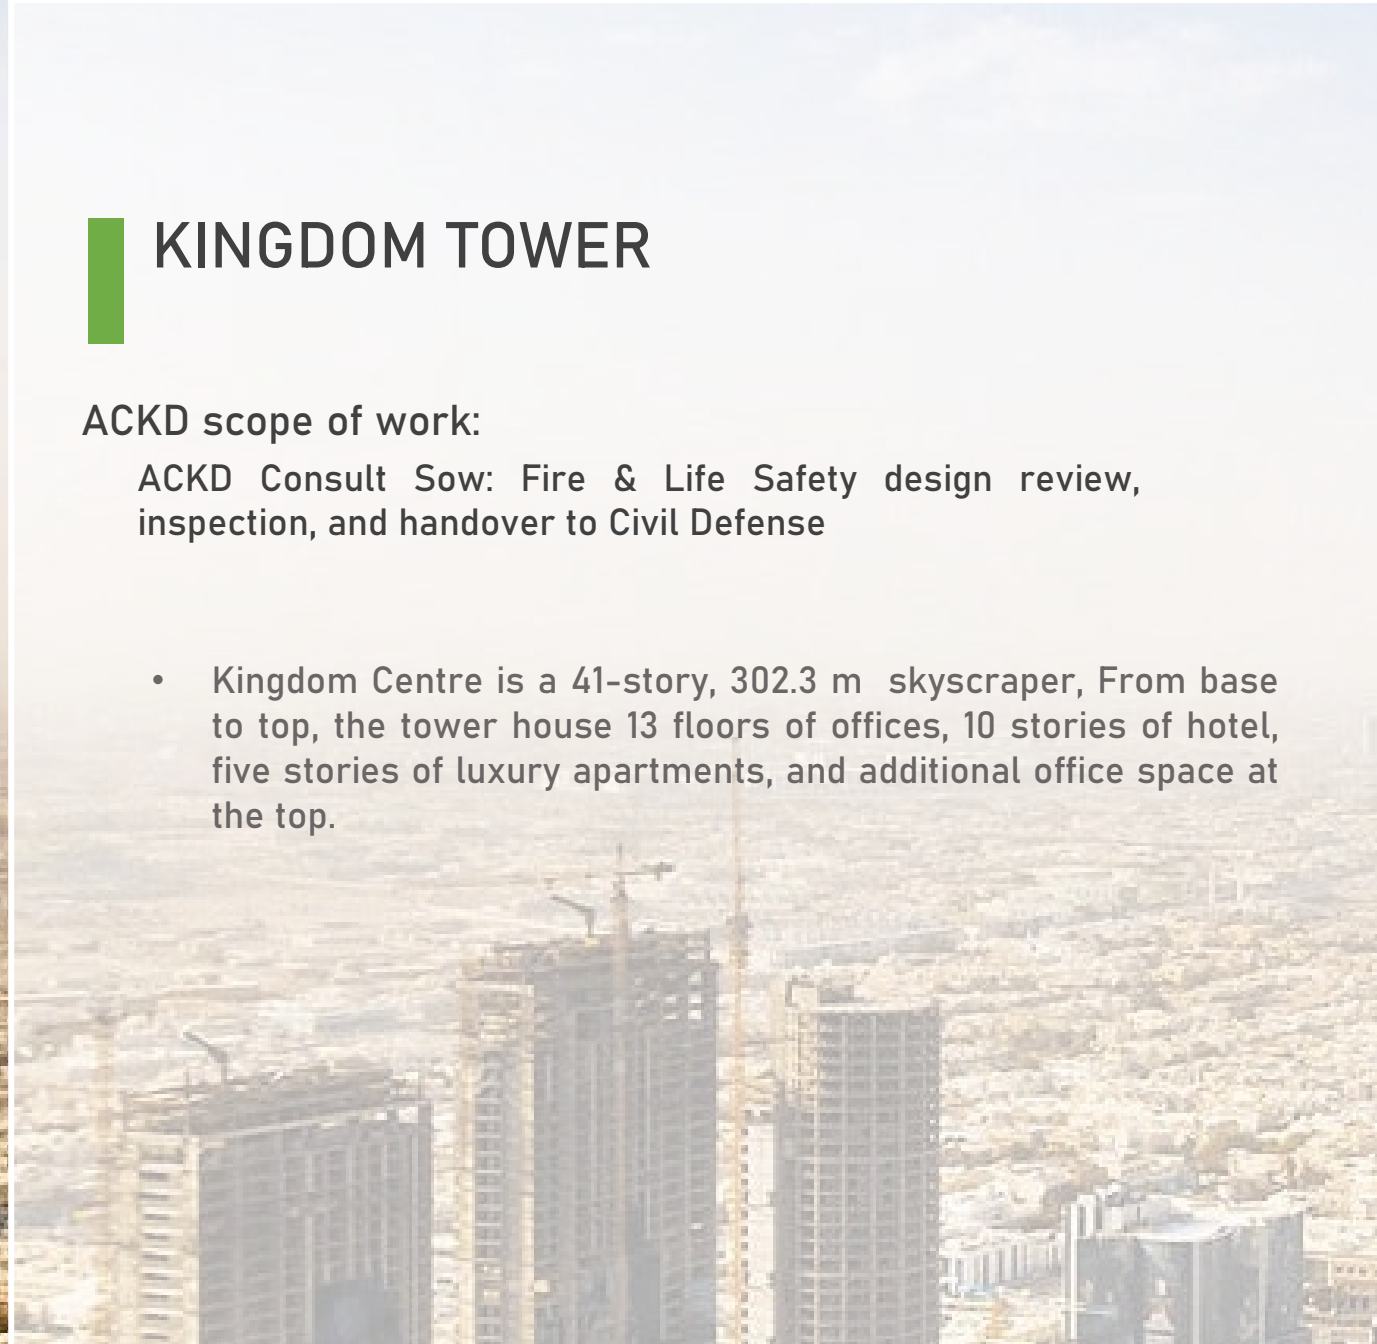 KINGDOM TOWER
ACKD scope of work:
ACKD Consult Sow: Fire & Life Safety design review,
inspection, and handover to Civil Defense
• Kingdom Centre is a 41-story, 302.3 m skyscraper, From base
to top, the tower house 13 floors of offices, 10 stories of hotel,
five stories of luxury apartments, and additional office space at
the top.